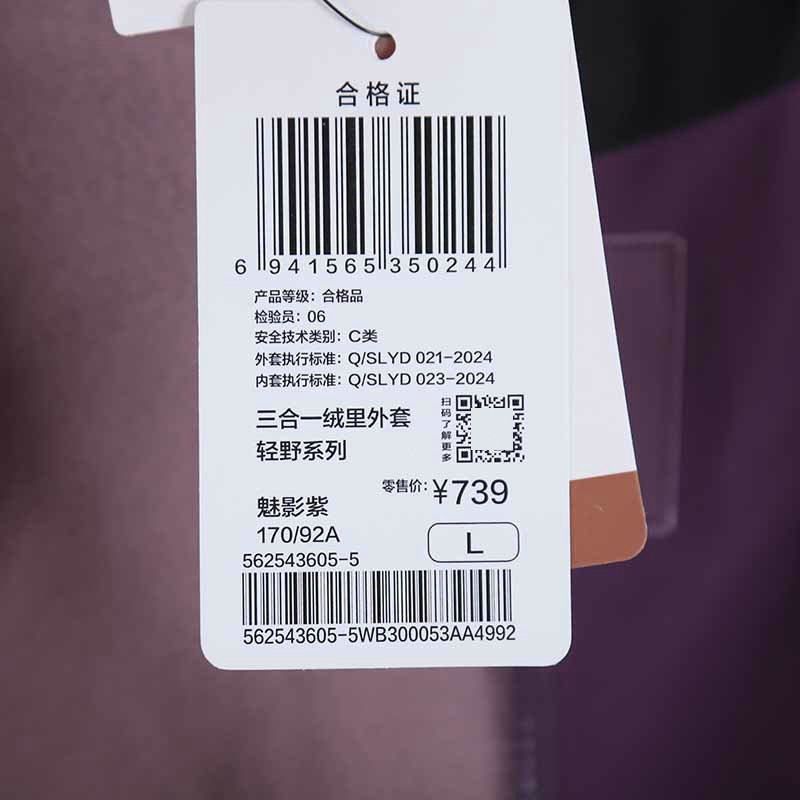 合格证
6 941565 350244
产品等级：合格品
检验员：06
安全技术类别：C类
外套执行标准：Q/SLYD 021-2024
内套执行标准：Q/SLYD 023-2024
三合一绒里外套
轻野系列
扫码了解更多
零售价：¥739
魅影紫
170/92A
L
562543605-5
562543605-5WB300053AA4992